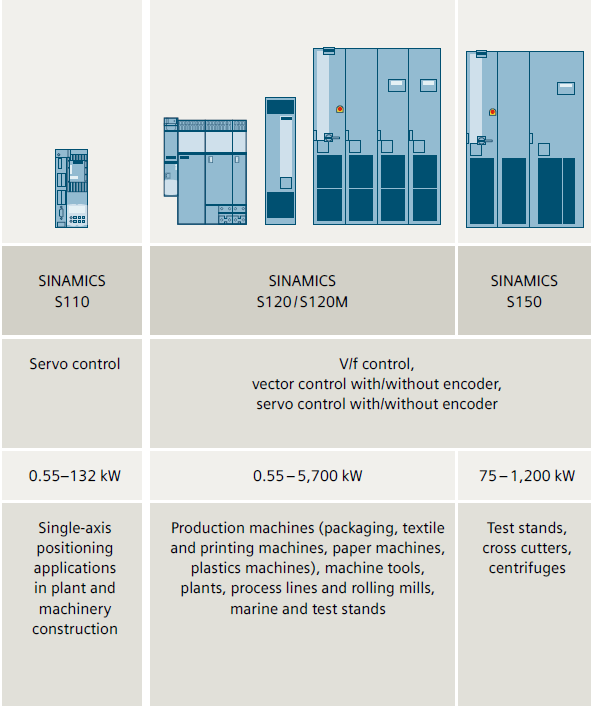 SINAMICS
S110
SINAMICS
S120/S120M
SINAMICS
S150
Servo control
V/f control,
vector control with/without encoder,
servo control with/without encoder
0.55–132 kW
0.55–5,700 kW
75–1,200 kW
Single-axis
positioning
applications
in plant and
machinery
construction
Production machines (packaging, textile
and printing machines, paper machines,
plastics machines), machine tools,
plants, process lines and rolling mills,
marine and test stands
Test stands,
cross cutters,
centrifuges